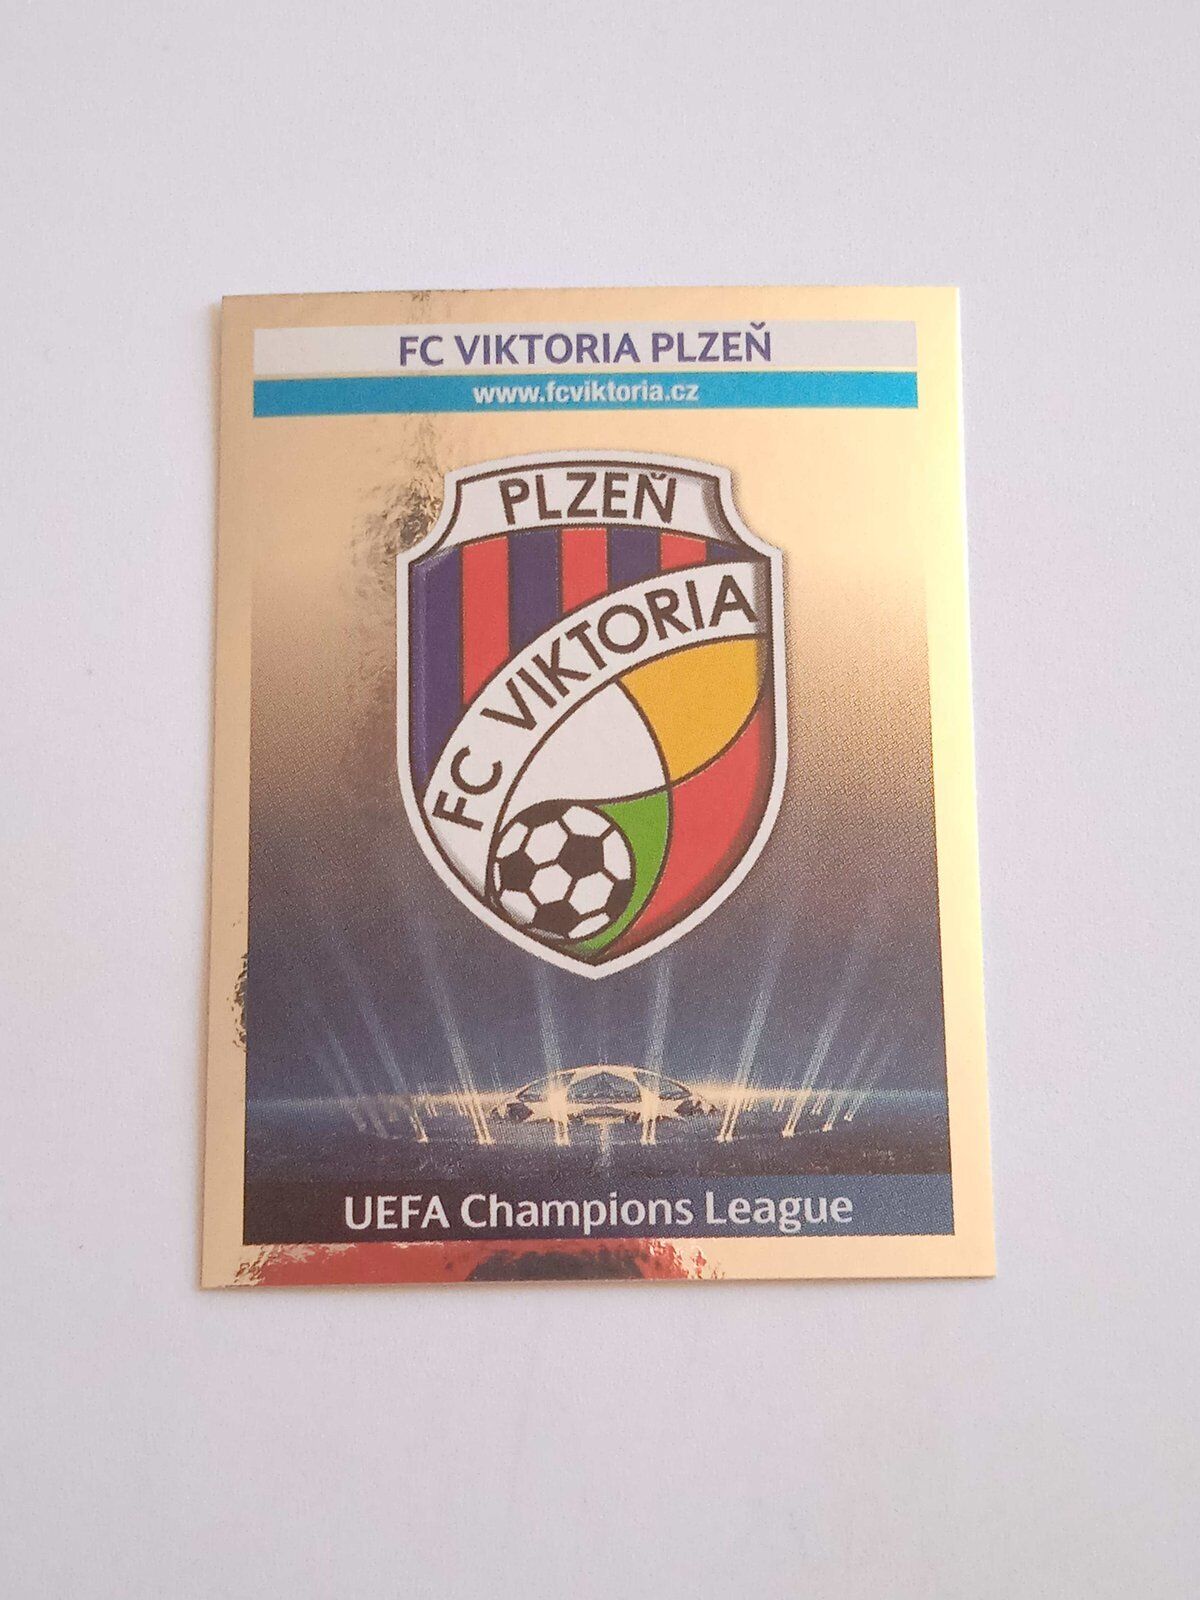 FC VIKTORIA PLZEŇ
www.fcviktoria.cz
PLZEŇ
FC VIKTORIA
UEFA Champions League